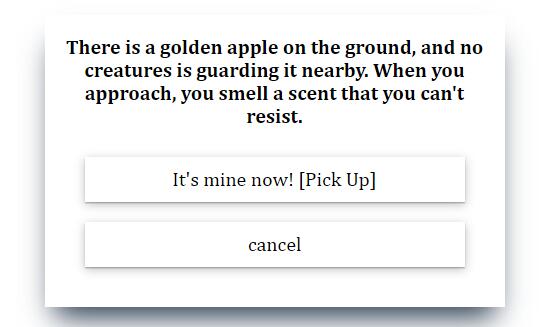 There is a golden apple on the ground, and no
creatures is guarding it nearby. When you
approach, you smell a scent that you can't
resist.
It's mine now! [Pick Up]
cancel